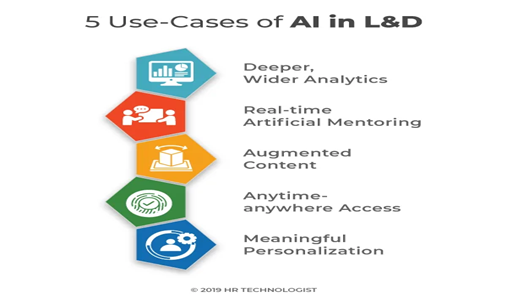 5 Use-Cases of AI in L&D
Deeper,
Wider Analytics
Real-time
Artificial Mentoring
Augmented
Content
Anytime-
anywhere Access
Meaningful
Personalization
© 2019 HR TECHNOLOGIST